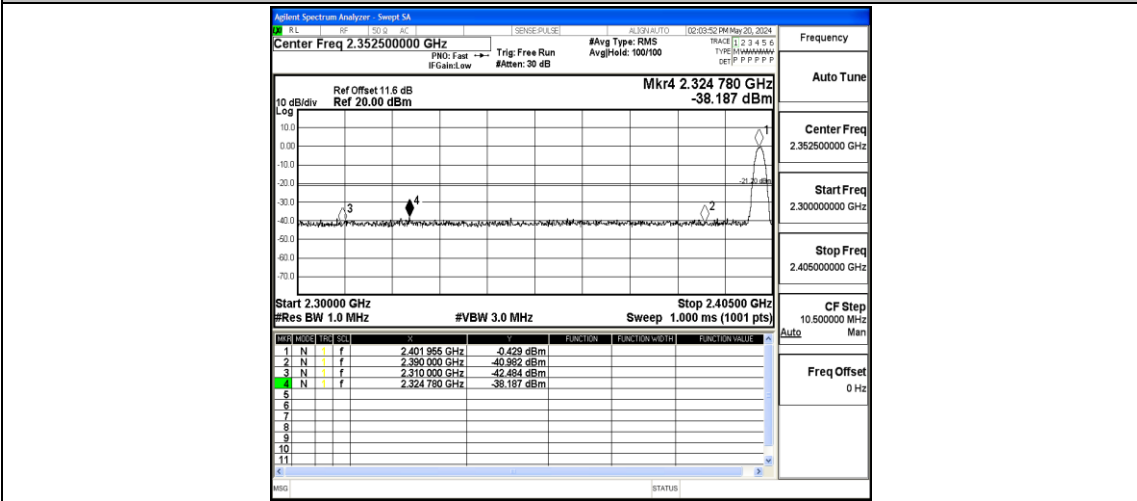 Agilent Spectrum Analyzer - Swept SA
RL RF 50 Ω AC SENSE:PULSE ALIGN AUTO 02:03:52 PM May 20, 2024
Center Freq 2.352500000 GHz
PNO: Fast
IFGain:Low
Trig: Free Run
#Atten: 30 dB
#Avg Type: RMS
Avg|Hold: 100/100
TRACE 1 2 3 4 5 6
TYPE M
DET P P P P P P
Frequency
Mkr4 2.324 780 GHz
-38.187 dBm
Ref Offset 11.6 dB
10 dB/div Ref 20.00 dBm
Log
10.0
0.00
-10.0
-20.0
-30.0
-40.0
-50.0
-60.0
-70.0
1
2
3
4
-21.20 dBm
Start 2.30000 GHz Stop 2.40500 GHz
#Res BW 1.0 MHz #VBW 3.0 MHz Sweep 1.000 ms (1001 pts)
MKR MODE TRC SCL X Y FUNCTION FUNCTION WIDTH FUNCTION VALUE
1 N 1 f 2.401 955 GHz -0.429 dBm
2 N 1 f 2.390 000 GHz -40.982 dBm
3 N 1 f 2.310 000 GHz -42.484 dBm
4 N 1 f 2.324 780 GHz -38.187 dBm
5
6
7
8
9
10
11
MSG STATUS
Auto Tune
Center Freq
2.352500000 GHz
Start Freq
2.300000000 GHz
Stop Freq
2.405000000 GHz
CF Step
10.500000 MHz
Auto Man
Freq Offset
0 Hz